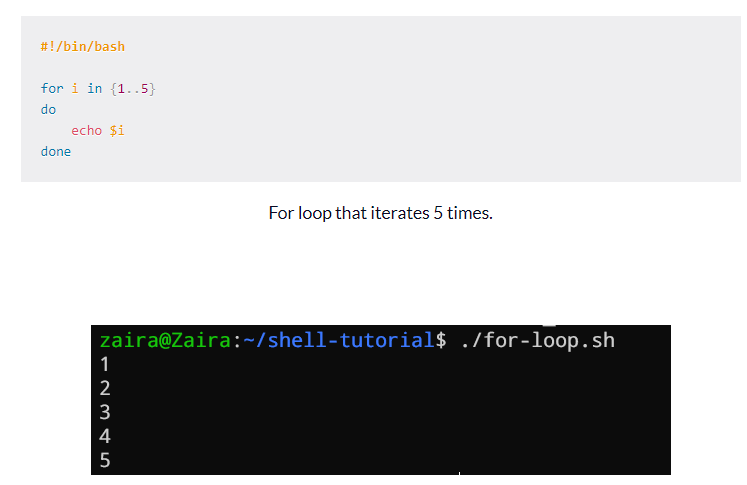 #!/bin/bash
for i in {1..5}
do
    echo $i
done
For loop that iterates 5 times.
zaira@Zaira:~/shell-tutorial$ ./for-loop.sh
1
2
3
4
5